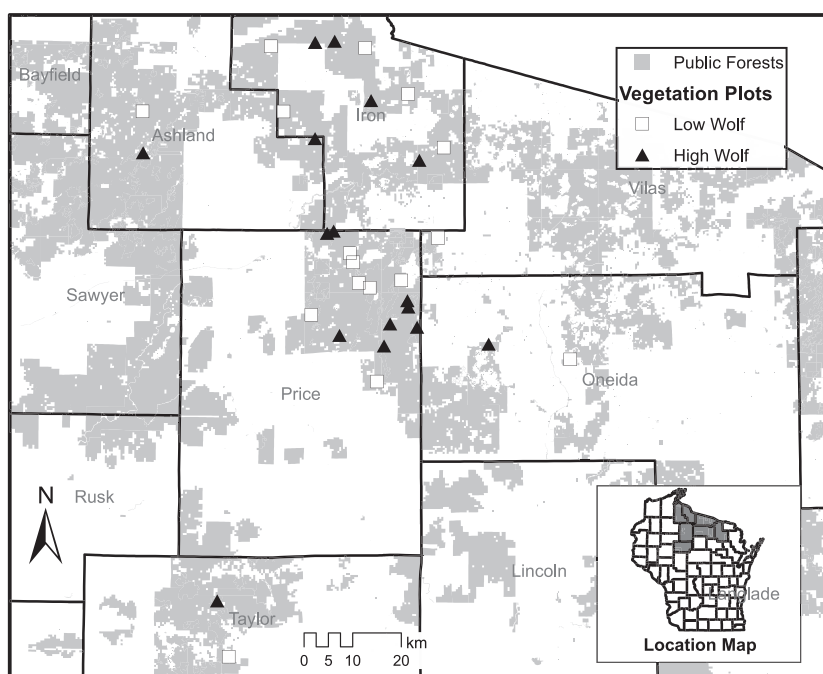 Public Forests
Bayfield
Vegetation Plots
Iron
Low Wolf
Ashland
High Wolf
Vilas
Sawyer
Oneida
Price
N
Rusk
Lincoln
Langlade
Taylor
km
Location Map
0 5 10 20